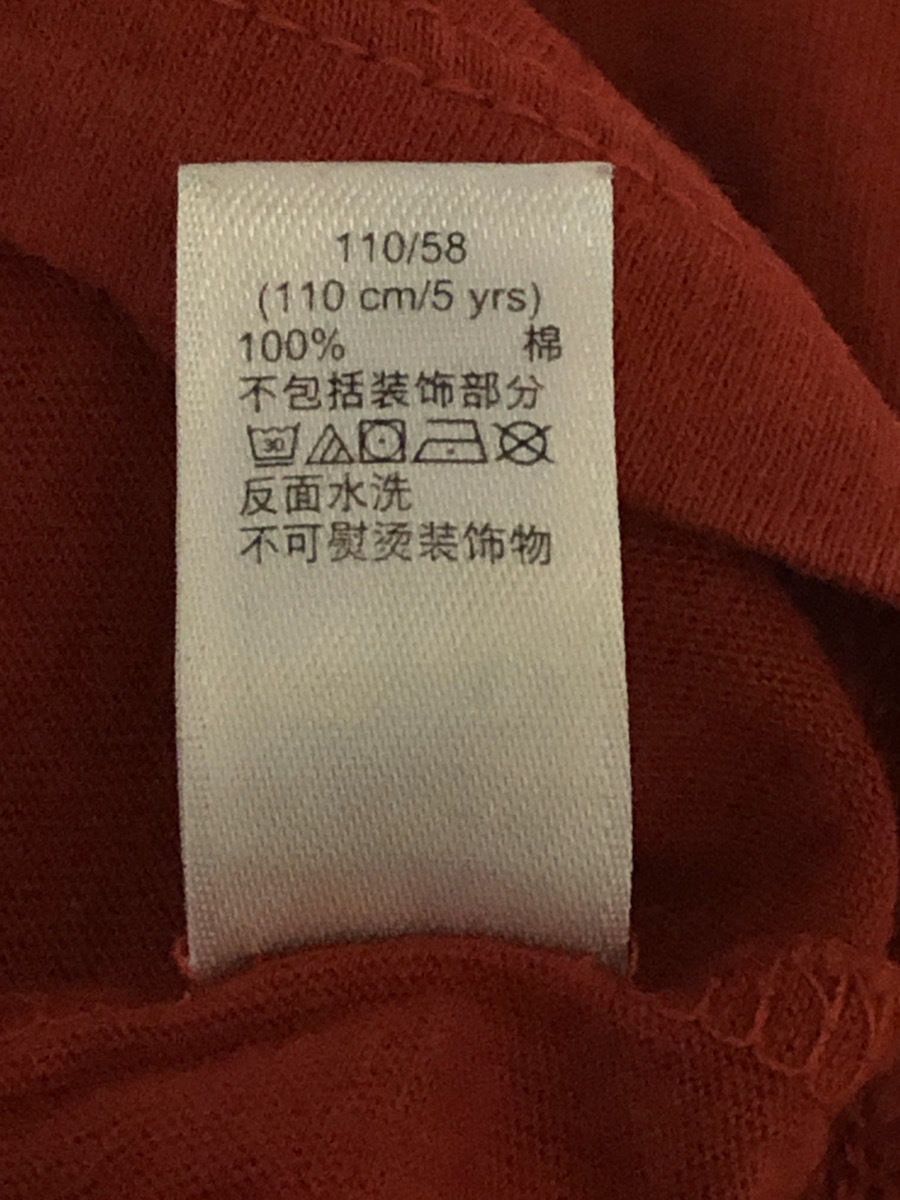 110/58
(110 cm/5 yrs)
100% 棉
不包括装饰部分
30
反面水洗
不可熨烫装饰物